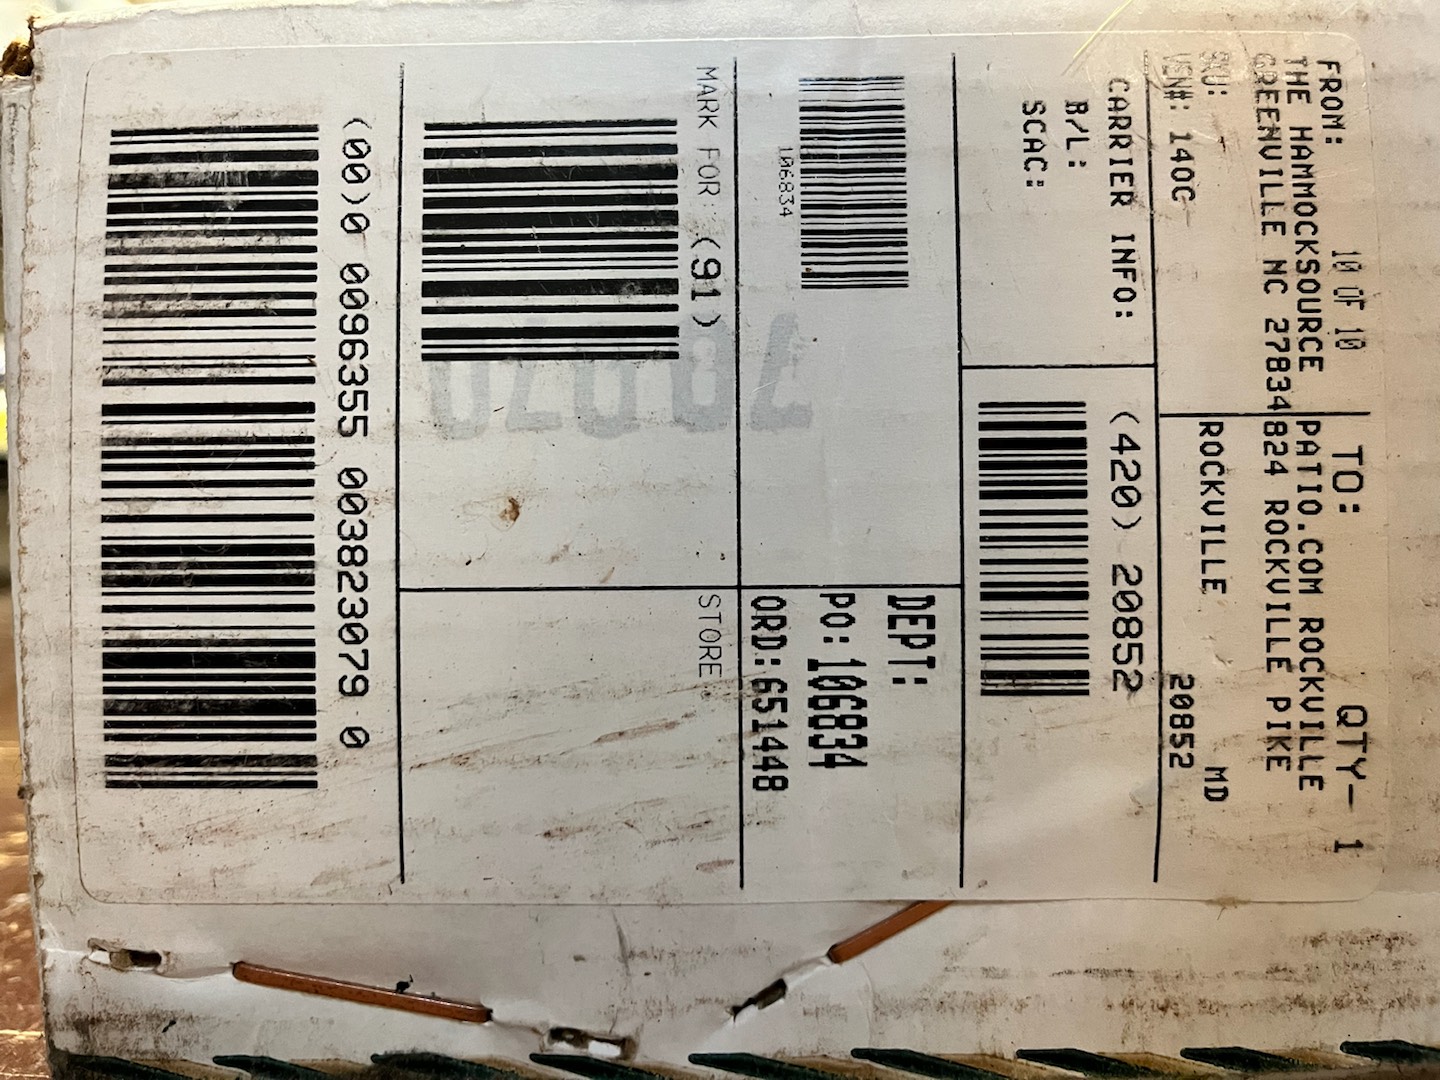 10 OF 10
FROM:
THE HAMMOCKSOURCE
GREENVILLE NC 27834
SKU:
VEN#: 140C
TO: QTY- 1
PATIO.COM ROCKVILLE
824 ROCKVILLE PIKE
ROCKVILLE MD
20852
CARRIER INFO:
B/L:
SCAC:
(420) 20852
106834
DEPT:
PO: 106834
ORD:651448
MARK FOR: (91)
STORE
(00)0 0096355 003823079 0